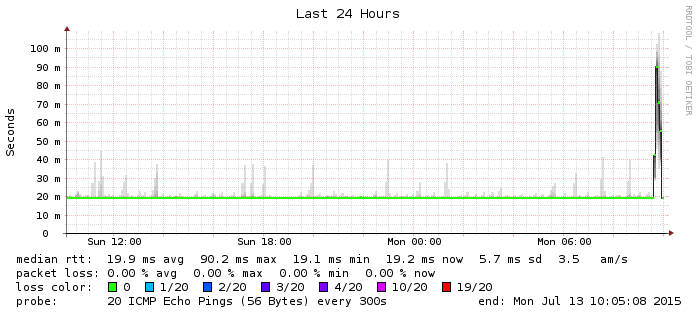 Last 24 Hours
RRDTOOL / TOBI OETIKER
Seconds
100 m
90 m
80 m
70 m
60 m
50 m
40 m
30 m
20 m
10 m
0
Sun 12:00 Sun 18:00 Mon 00:00 Mon 06:00
median rtt: 19.9 ms avg 90.2 ms max 19.1 ms min 19.2 ms now 5.7 ms sd 3.5 am/s
packet loss: 0.00 % avg 0.00 % max 0.00 % min 0.00 % now
loss color: 0 1/20 2/20 3/20 4/20 10/20 19/20
probe: 20 ICMP Echo Pings (56 Bytes) every 300s end: Mon Jul 13 10:05:08 2015